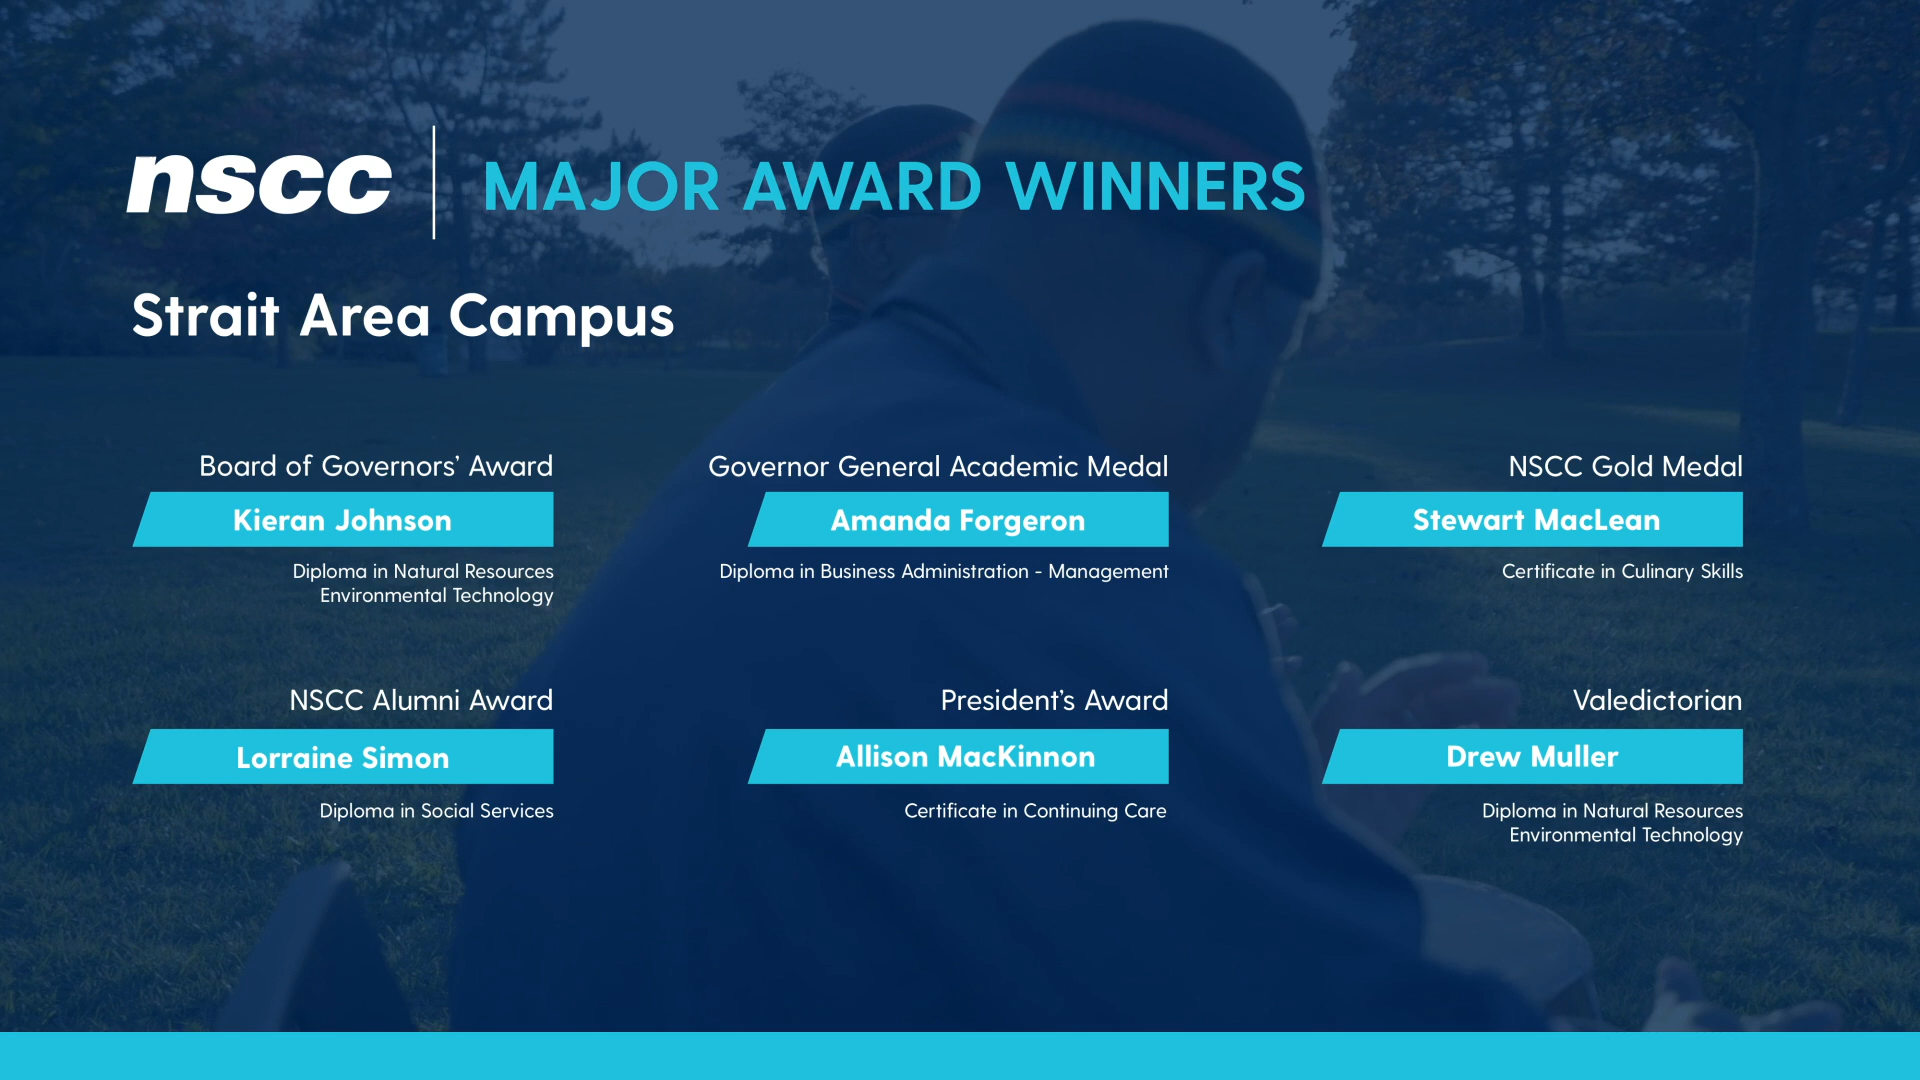 nscc
MAJOR AWARD WINNERS
Strait Area Campus
Board of Governors’ Award
Kieran Johnson
Diploma in Natural Resources
Environmental Technology
Governor General Academic Medal
Amanda Forgeron
Diploma in Business Administration - Management
NSCC Gold Medal
Stewart MacLean
Certificate in Culinary Skills
NSCC Alumni Award
Lorraine Simon
Diploma in Social Services
President’s Award
Allison MacKinnon
Certificate in Continuing Care
Valedictorian
Drew Muller
Diploma in Natural Resources
Environmental Technology